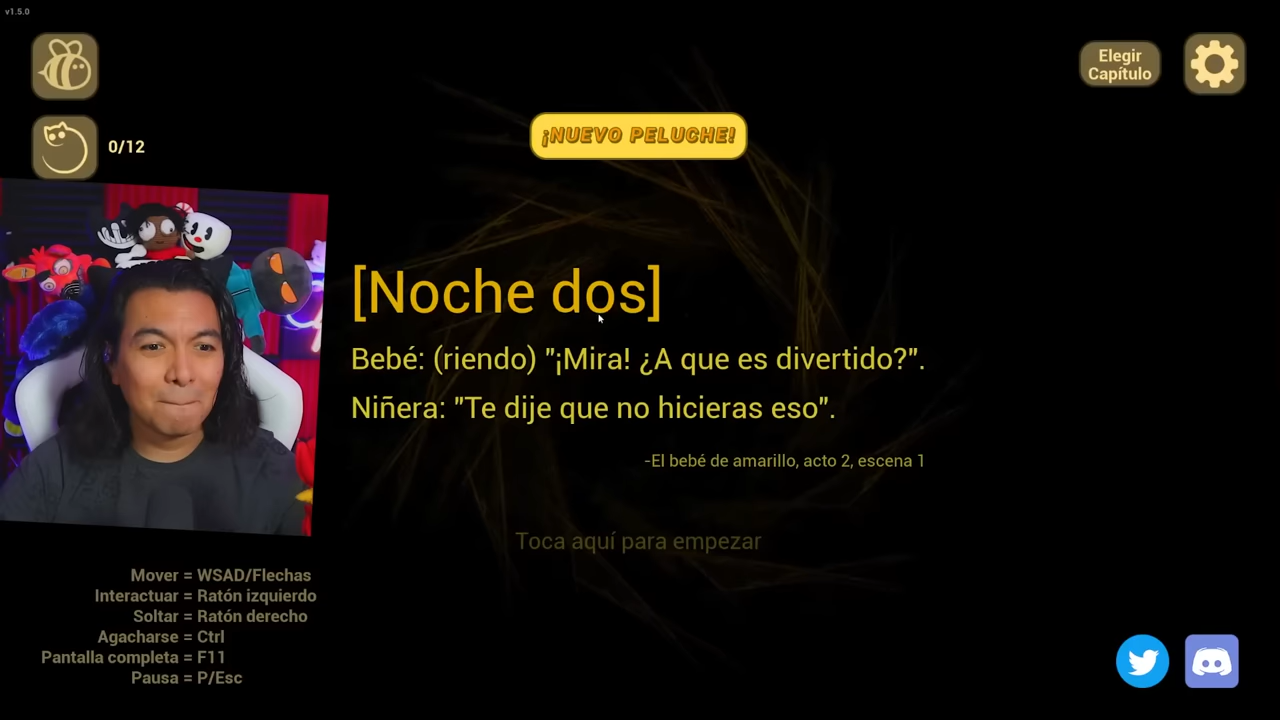 v1.5.0
Elegir
Capítulo
¡NUEVO PELUCHE!
0/12
[Noche dos]
Bebé: (riendo) "¡Mira! ¿A que es divertido?".
Niñera: "Te dije que no hicieras eso".
-El bebé de amarillo, acto 2, escena 1
Toca aquí para empezar
Mover = WSAD/Flechas
Interactuar = Ratón izquierdo
Soltar = Ratón derecho
Agacharse = Ctrl
Pantalla completa = F11
Pausa = P/Esc